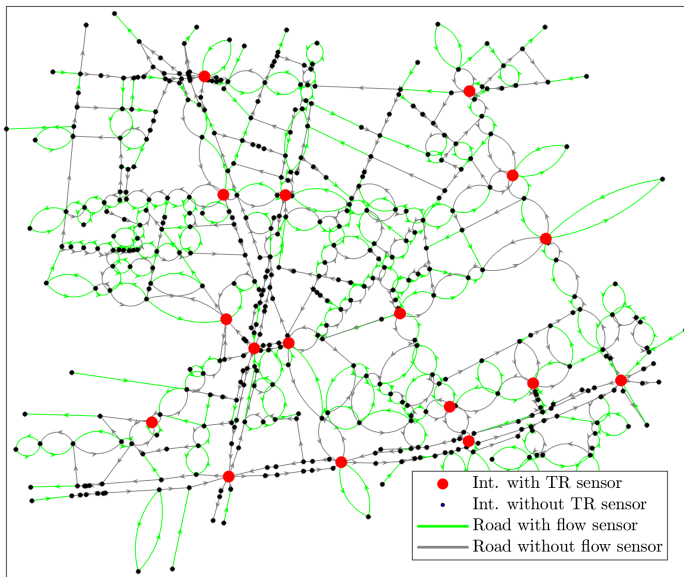 Int. with TR sensor
Int. without TR sensor
Road with flow sensor
Road without flow sensor